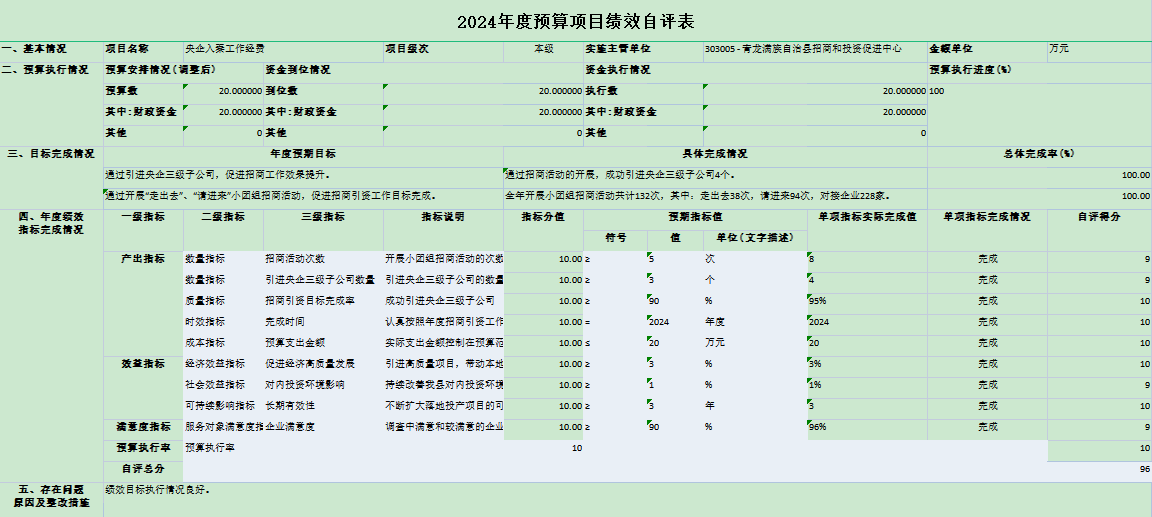 2024年度预算项目绩效自评表
一、基本情况 项目名称 央企入冀工作经费 项目级次 本级 实施主管单位 303005-青龙满族自治县招商和投资促进中心 金额单位 万元
二、预算执行情况 预算安排情况(调整后) 资金到位情况 资金执行情况 预算执行进度(%)
预算数 20.000000 到位数 20.000000 执行数 20.000000 100
其中:财政资金 20.000000 其中:财政资金 20.000000 其中:财政资金 20.000000
其他 0 其他 0 其他 0
三、目标完成情况 年度预期目标 具体完成情况 总体完成率(%)
通过引进央企三级子公司，促进招商工作效果提升。 通过招商活动的开展，成功引进央企三级子公司4个。 100.00
通过开展“走出去”、“请进来”小团组招商活动，促进招商引资工作目标完成。 全年开展小团组招商活动共计132次，其中：走出去38次，请进来94次，对接企业228家。 100.00
四、年度绩效指标完成情况 一级指标 二级指标 三级指标 指标说明 指标分值 预期指标值 单项指标实际完成值 单项指标完成情况 自评得分
符号 值 单位(文字描述)
产出指标 数量指标 招商活动次数 开展小团组招商活动的次数 10.00 ≥ 5 次 8 完成 9
数量指标 引进央企三级子公司数量 引进央企三级子公司的数量 10.00 ≥ 3 个 4 完成 9
质量指标 招商引资目标完成率 成功引进央企三级子公司 10.00 ≥ 90 % 95% 完成 10
时效指标 完成时间 认真按照年度招商引资工作 10.00 = 2024 年度 2024 完成 10
成本指标 预算支出金额 实际支出金额控制在预算范 10.00 ≤ 20 万元 20 完成 10
效益指标 经济效益指标 促进经济高质量发展 引进高质量项目，带动本地 10.00 ≥ 3 % 3% 完成 10
社会效益指标 对内投资环境影响 持续改善我县对内投资环境 10.00 ≥ 1 % 1% 完成 9
可持续影响指标 长期有效性 不断扩大落地投产项目的可 10.00 ≥ 3 年 3 完成 10
满意度指标 服务对象满意度指 企业满意度 调查中满意和较满意的企业 10.00 ≥ 90 % 96% 完成 9
预算执行率 预算执行率 10 10
自评总分 96
五、存在问题 绩效目标执行情况良好。
原因及整改措施